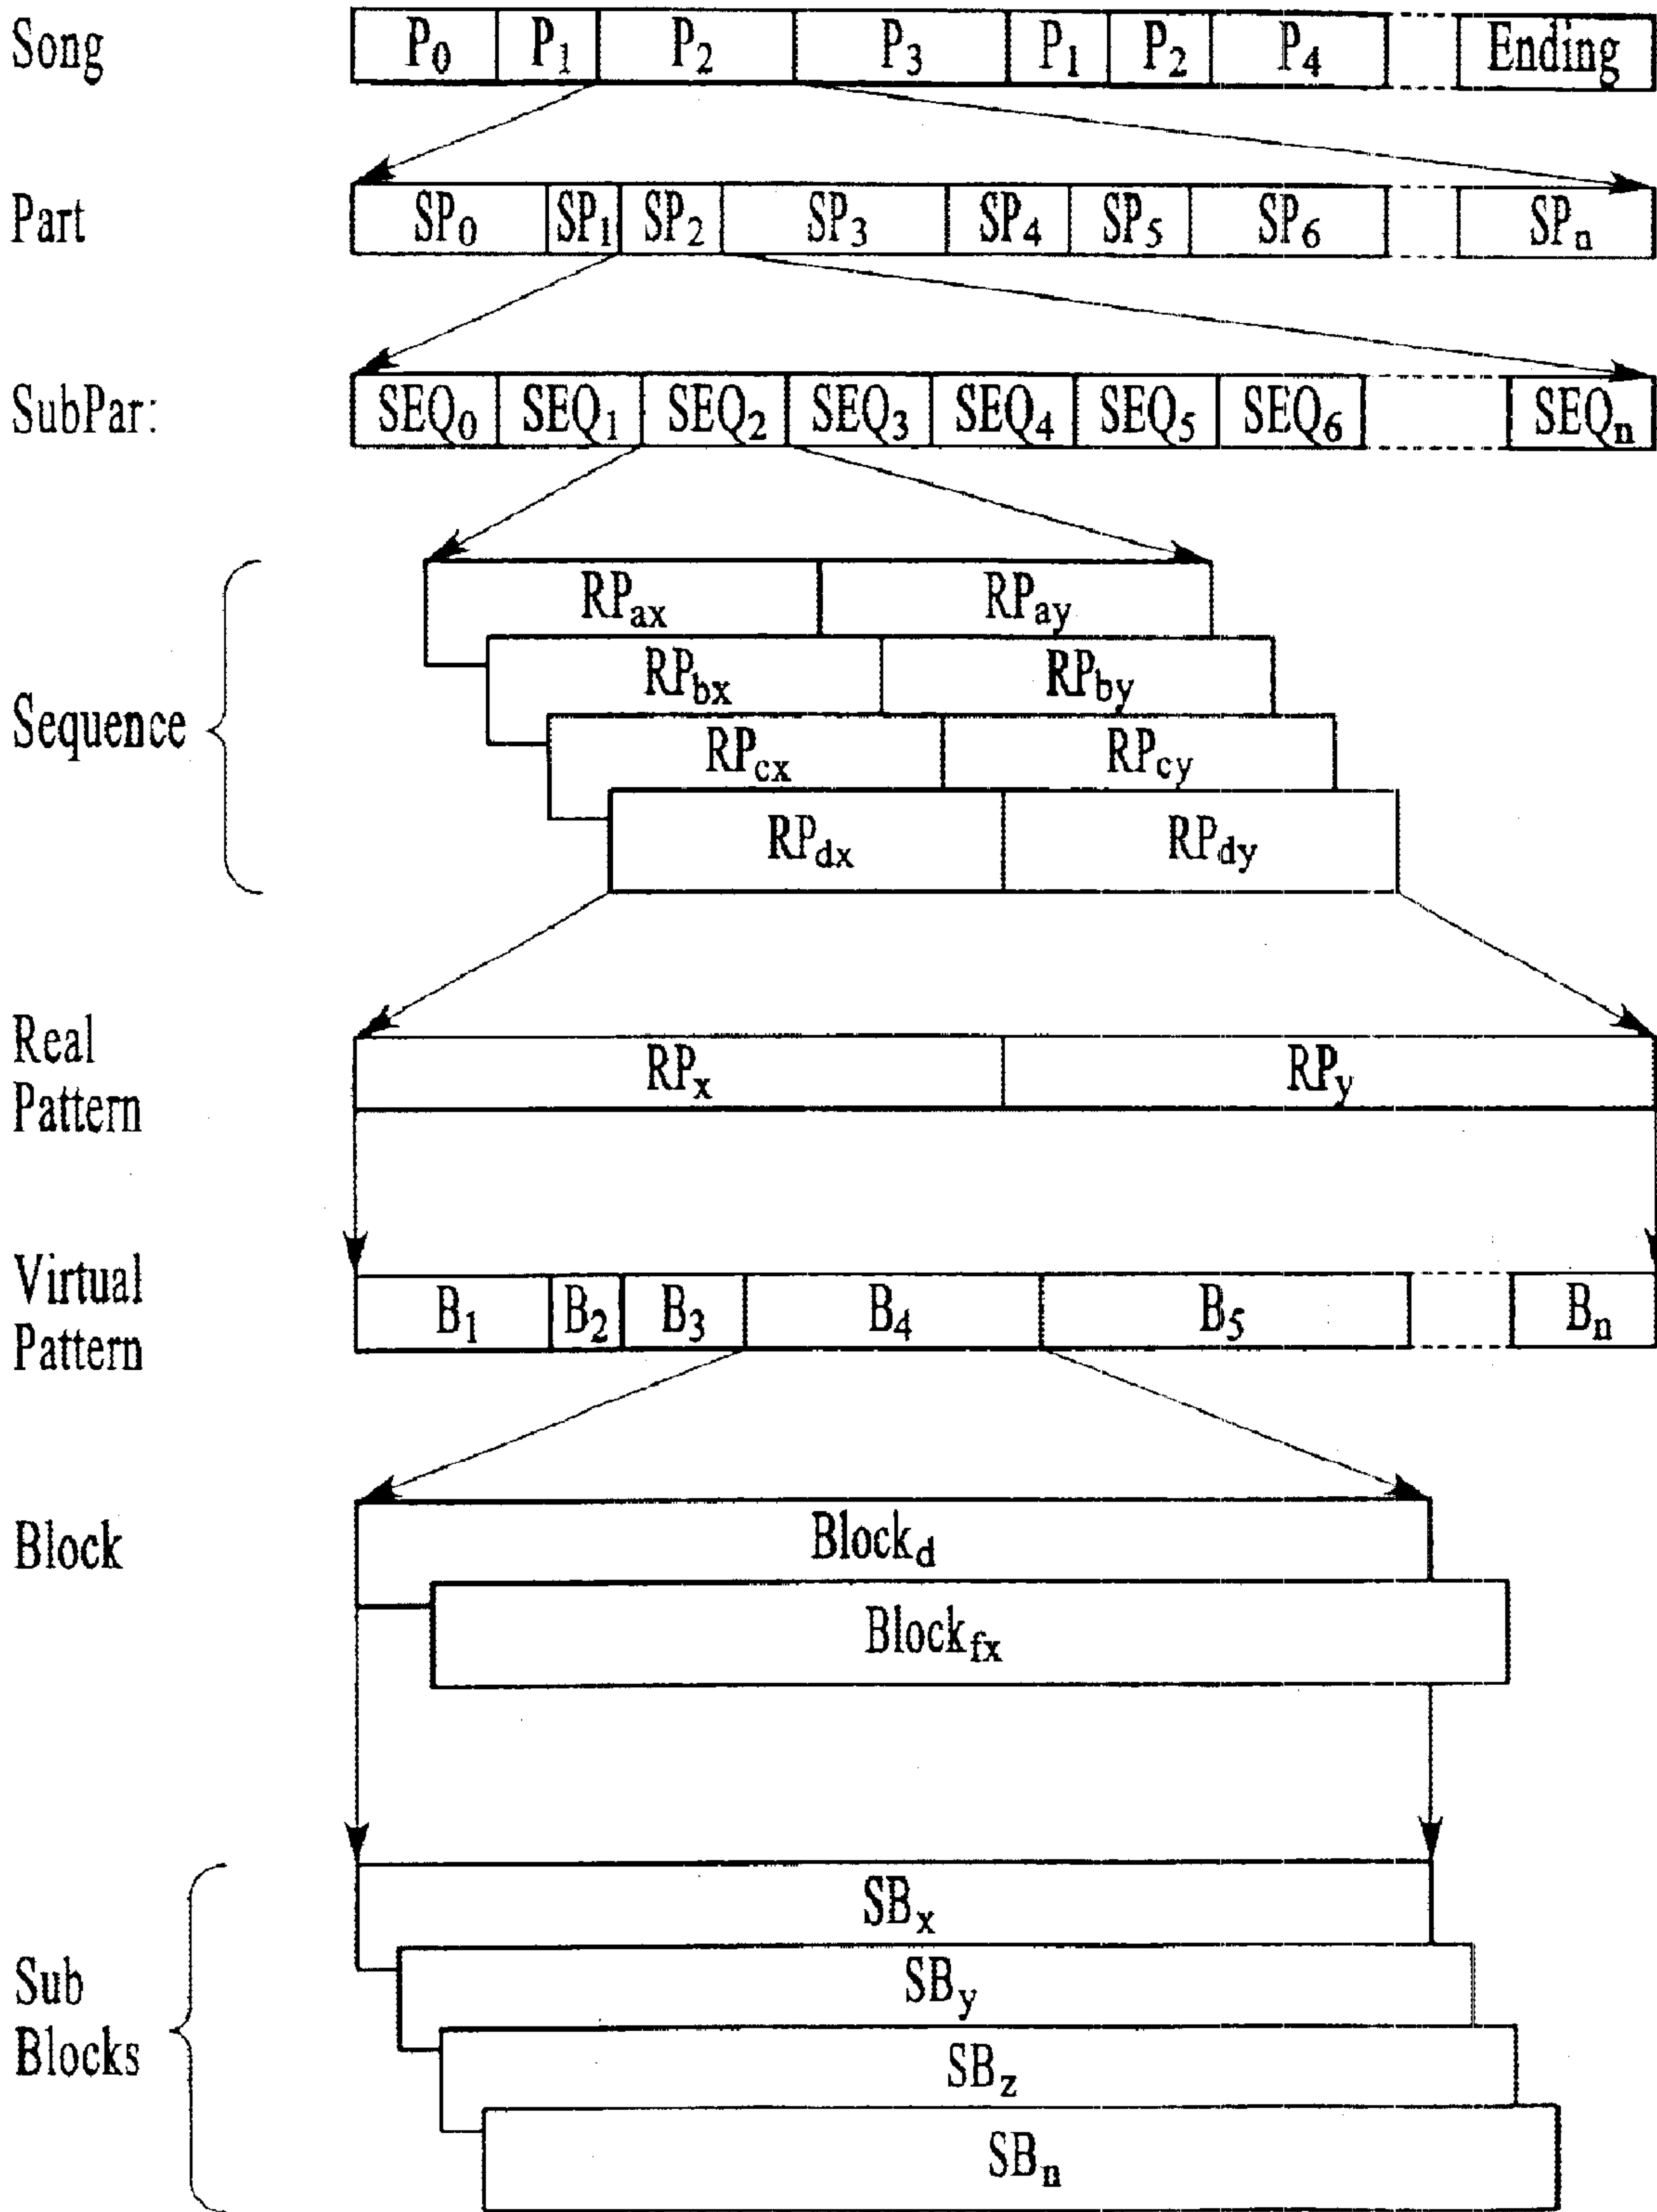 Song P₀ P₁ P₂ P₃ P₁ P₂ P₄ Ending
Part SP₀ SP₁ SP₂ SP₃ SP₄ SP₅ SP₆ SPₙ
SubPar: SEQ₀ SEQ₁ SEQ₂ SEQ₃ SEQ₄ SEQ₅ SEQ₆ SEQₙ
RPax RPay
RPbx RPby
Sequence
RPcx RPcy
RPdx RPdy
Real
Pattern
RPx RPy
Virtual
Pattern
B₁ B₂ B₃ B₄ B₅ Bₙ
Block Blockd
Blockfx
SBx
Sub
Blocks
SBy
SBz
SBn